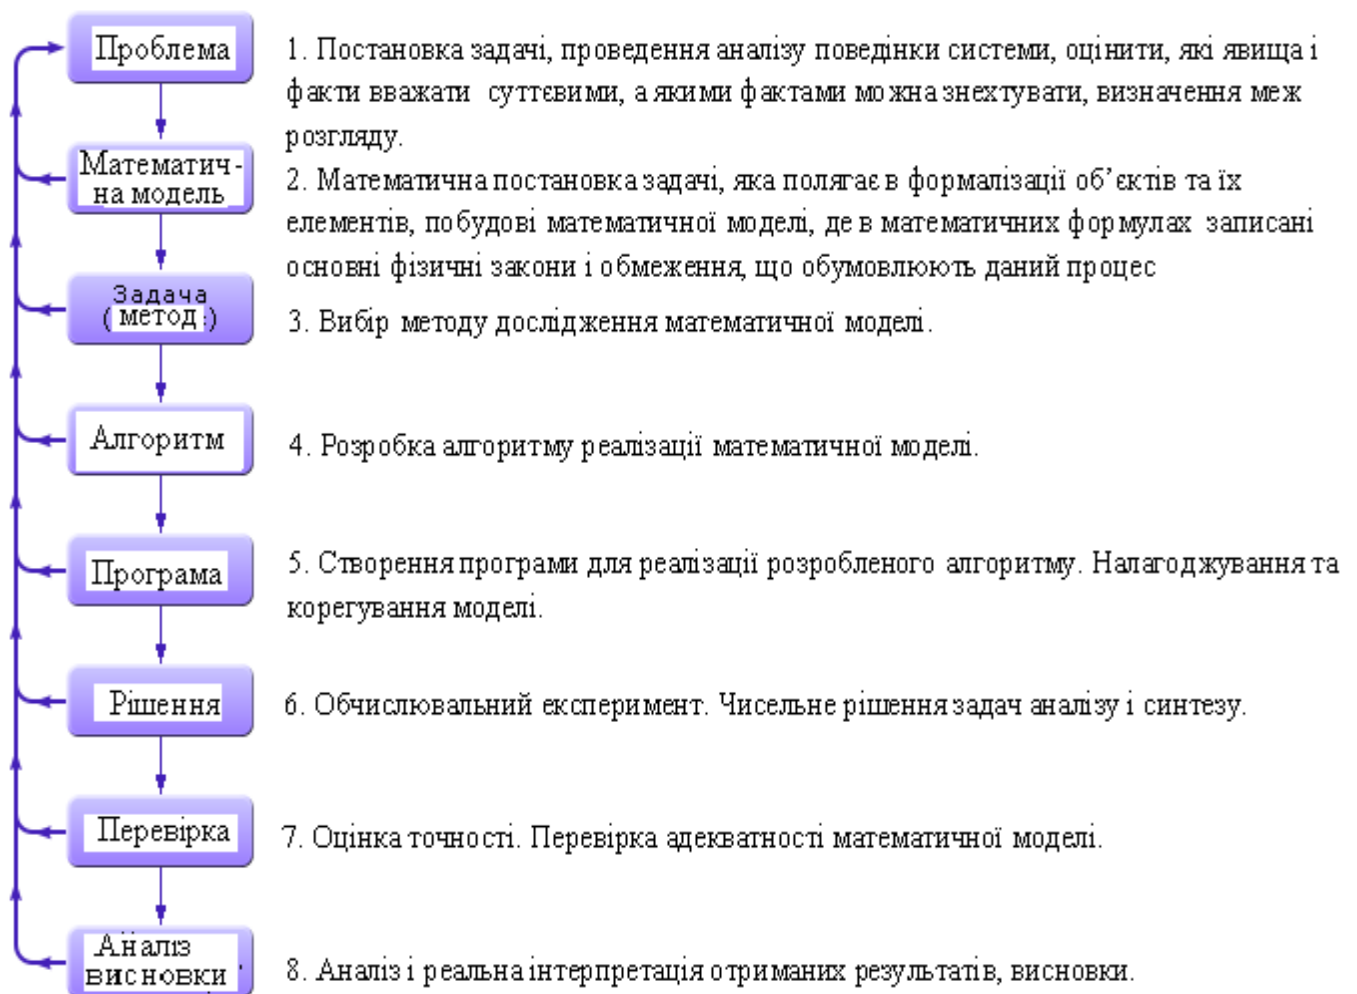 Проблема
1. Постановка задачі, проведення аналізу поведінки системи, оцінити, які явища і
факти вважати суттєвими, а якими фактами можна знехтувати, визначення меж
розгляду.
Математич-
на модель
2. Математична постановка задачі, яка полягає в формалізації об’єктів та їх
елементів, побудові математичної моделі, де в математичних формулах записані
основні фізичні закони і обмеження, що обумовлюють даний процес
Задача
(метод:)
3. Вибір методу дослідження математичної моделі.
Алгоритм
4. Розробка алгоритму реалізації математичної моделі.
Програма
5. Створення програми для реалізації розробленого алгоритму. Налагоджування та
корегування моделі.
Рішення
6. Обчислювальний експеримент. Чисельне рішення задач аналізу і синтезу.
Перевірка
7. Оцінка точності. Перевірка адекватності математичної моделі.
Аналіз
висновки
8. Аналіз і реальна інтерпретація отриманих результатів, висновки.